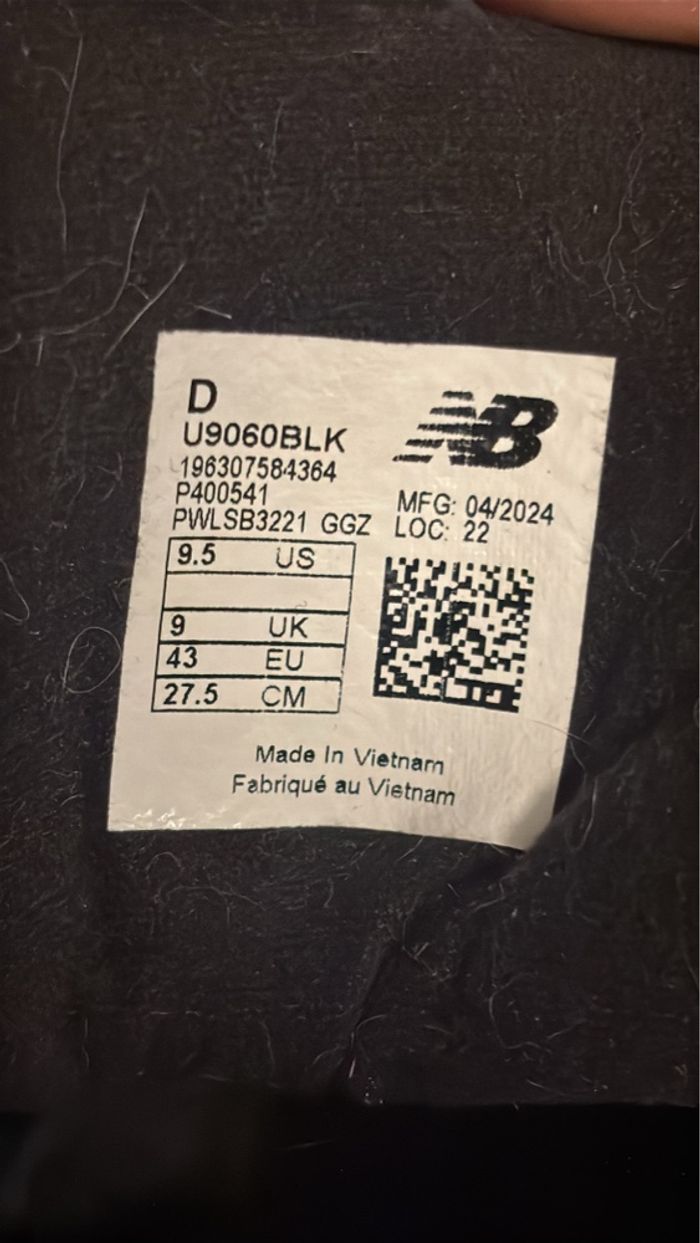 D
NB
U9060BLK
196307584364
P400541
PWLSB3221 GGZ
MFG: 04/2024
LOC: 22
9.5 US
9 UK
43 EU
27.5 CM
Made In Vietnam
Fabriqué au Vietnam